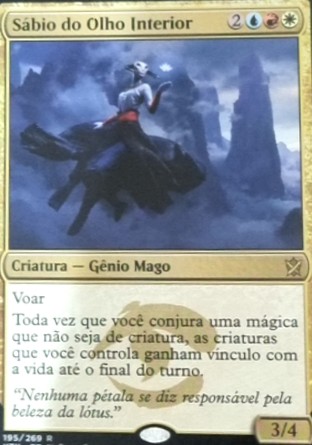 Sábio do Olho Interior 2
Criatura — Gênio Mago
Voar
Toda vez que você conjura uma mágica
que não seja de criatura, as criaturas
que você controla ganham vínculo com
a vida até o final do turno.
"Nenhuma pétala se diz responsável pela
beleza da lótus."
195/269 R
3/4